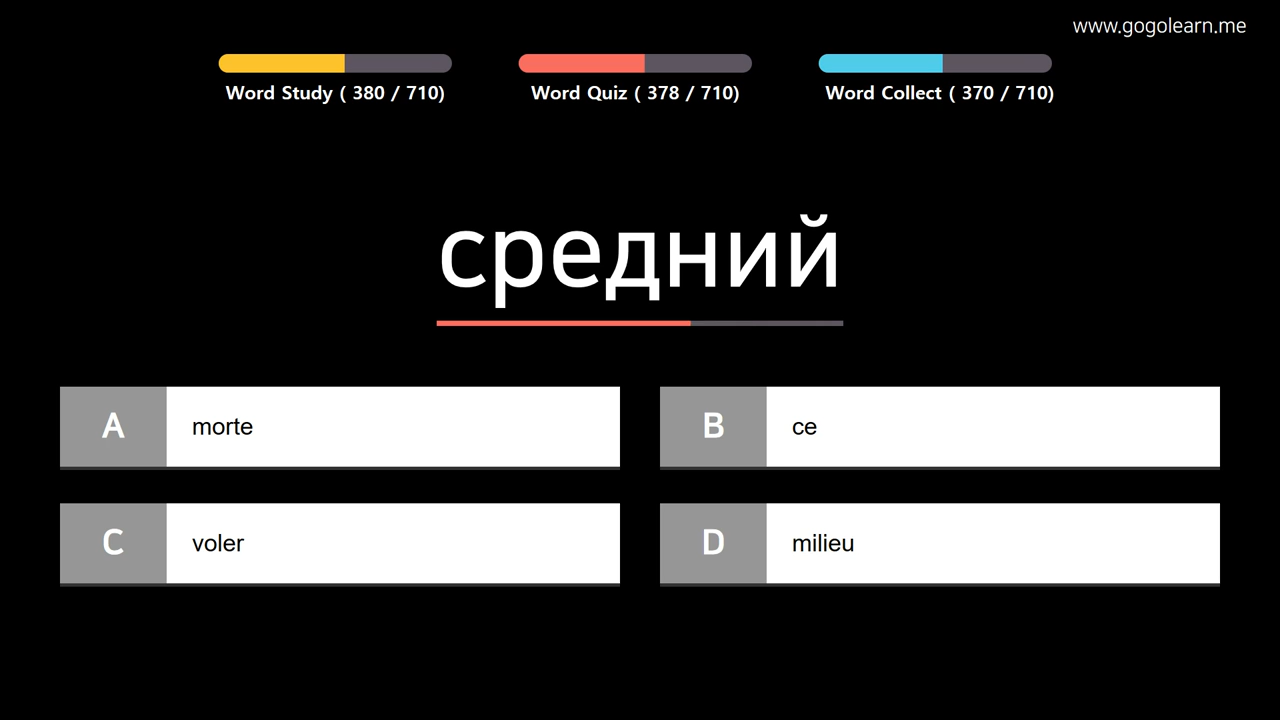 www.gogolearn.me
Word Study ( 380 / 710)
Word Quiz ( 378 / 710)
Word Collect ( 370 / 710)
средний
A morte
B ce
C voler
D milieu